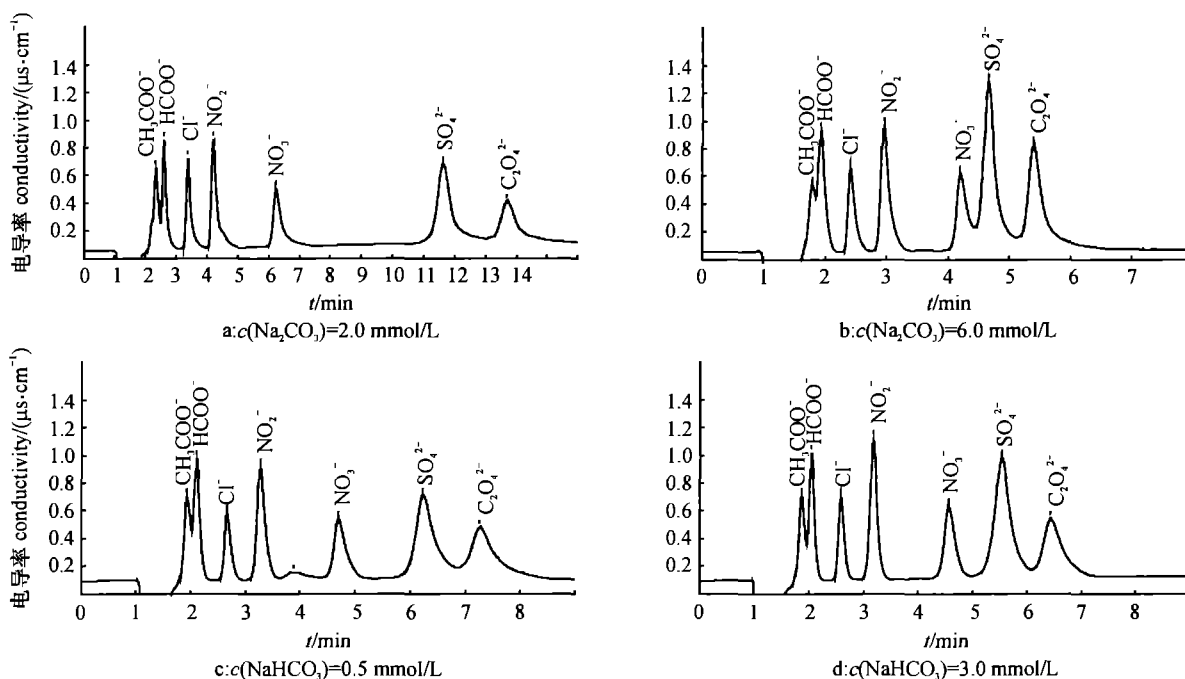 电导率 conductivity/(μs·cm⁻¹)
1.4
1.2
1.0
0.8
0.6
0.4
0.2
CH₃COO⁻
HCOO⁻
Cl⁻
NO₂⁻
NO₃⁻
SO₄²⁻
C₂O₄²⁻
0 1 2 3 4 5 6 7 8 9 10 11 12 13 14
t/min
a:c(Na₂CO₃)=2.0 mmol/L
1.4
1.2
1.0
0.8
0.6
0.4
0.2
CH₃COO⁻
HCOO⁻
Cl⁻
NO₂⁻
NO₃⁻
SO₄²⁻
C₂O₄²⁻
0 1 2 3 4 5 6 7
t/min
b:c(Na₂CO₃)=6.0 mmol/L
电导率 conductivity/(μs·cm⁻¹)
1.4
1.2
1.0
0.8
0.6
0.4
0.2
CH₃COO⁻
HCOO⁻
Cl⁻
NO₂⁻
NO₃⁻
SO₄²⁻
C₂O₄²⁻
0 1 2 3 4 5 6 7 8
t/min
c:c(NaHCO₃)=0.5 mmol/L
1.4
1.2
1.0
0.8
0.6
0.4
0.2
CH₃COO⁻
HCOO⁻
Cl⁻
NO₂⁻
NO₃⁻
SO₄²⁻
C₂O₄²⁻
0 1 2 3 4 5 6 7 8
t/min
d:c(NaHCO₃)=3.0 mmol/L